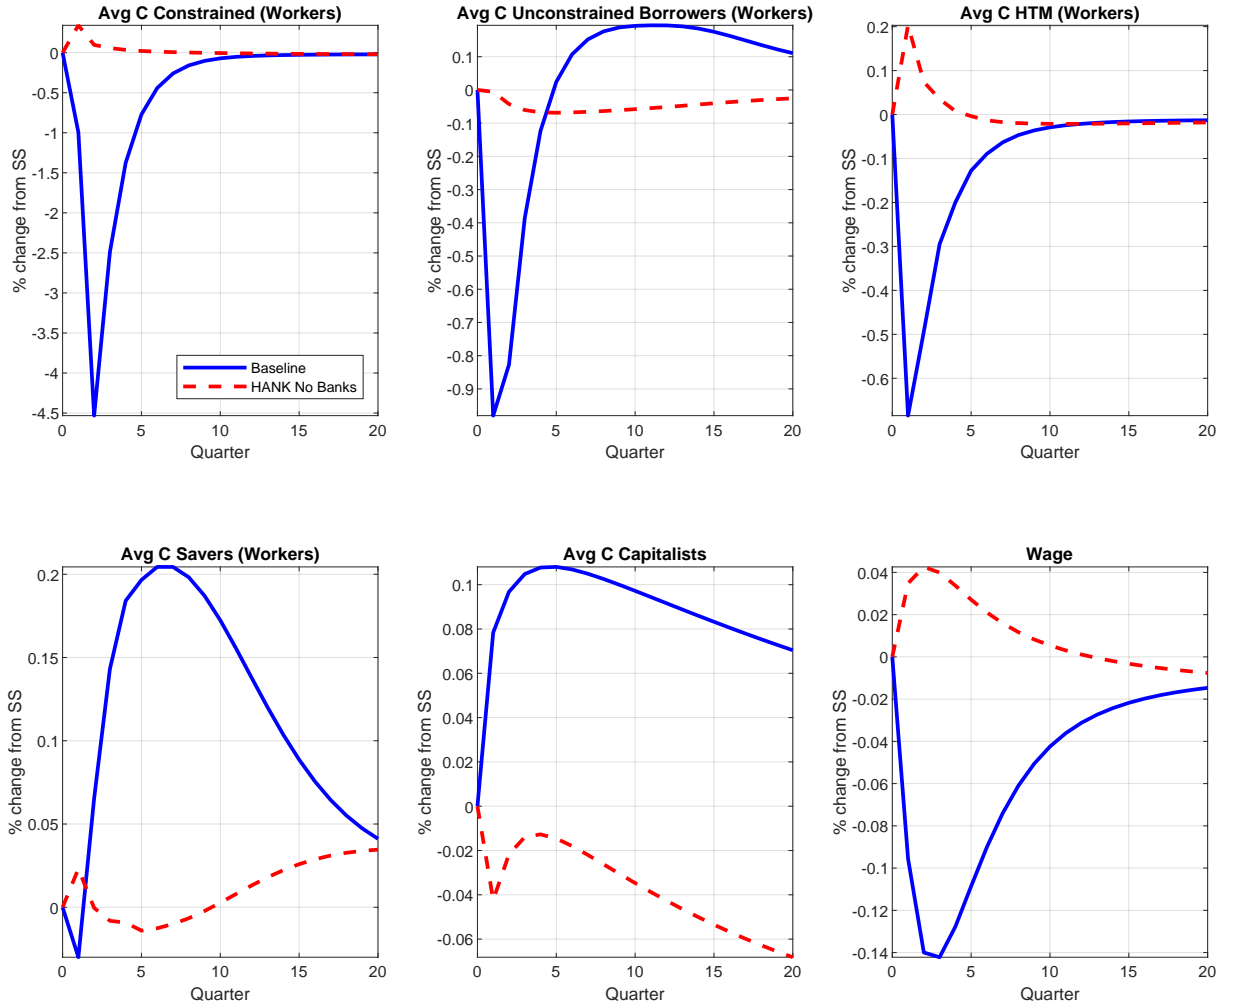 Avg C Constrained (Workers)
0
-0.5
-1
-1.5
-2
-2.5
-3
-3.5
-4
-4.5
% change from SS
Baseline
HANK No Banks
0 5 10 15 20
Quarter
Avg C Unconstrained Borrowers (Workers)
0.1
0
-0.1
-0.2
-0.3
-0.4
-0.5
-0.6
-0.7
-0.8
-0.9
% change from SS
0 5 10 15 20
Quarter
Avg C HTM (Workers)
0.2
0.1
0
-0.1
-0.2
-0.3
-0.4
-0.5
-0.6
% change from SS
0 5 10 15 20
Quarter
Avg C Savers (Workers)
0.2
0.15
0.1
0.05
0
% change from SS
0 5 10 15 20
Quarter
Avg C Capitalists
0.1
0.08
0.06
0.04
0.02
0
-0.02
-0.04
-0.06
% change from SS
0 5 10 15 20
Quarter
Wage
0.04
0.02
0
-0.02
-0.04
-0.06
-0.08
-0.1
-0.12
-0.14
% change from SS
0 5 10 15 20
Quarter